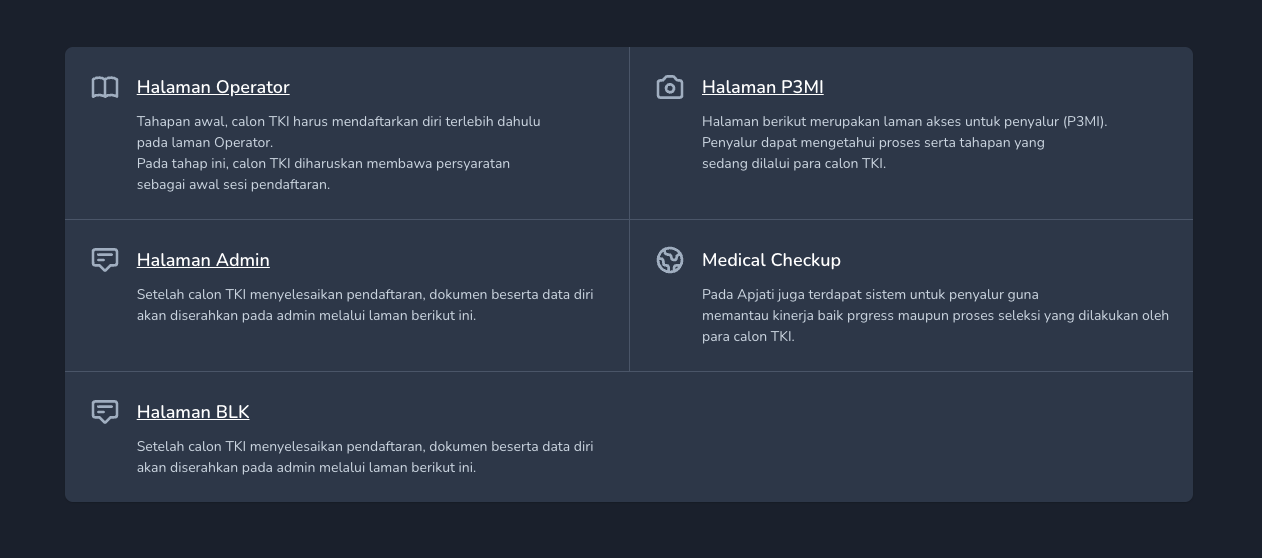 Halaman Operator
Tahapan awal, calon TKI harus mendaftarkan diri terlebih dahulu
pada laman Operator.
Pada tahap ini, calon TKI diharuskan membawa persyaratan
sebagai awal sesi pendaftaran.
Halaman P3MI
Halaman berikut merupakan laman akses untuk penyalur (P3MI).
Penyalur dapat mengetahui proses serta tahapan yang
sedang dilalui para calon TKI.
Halaman Admin
Setelah calon TKI menyelesaikan pendaftaran, dokumen beserta data diri
akan diserahkan pada admin melalui laman berikut ini.
Medical Checkup
Pada Apjati juga terdapat sistem untuk penyalur guna
memantau kinerja baik prgress maupun proses seleksi yang dilakukan oleh
para calon TKI.
Halaman BLK
Setelah calon TKI menyelesaikan pendaftaran, dokumen beserta data diri
akan diserahkan pada admin melalui laman berikut ini.